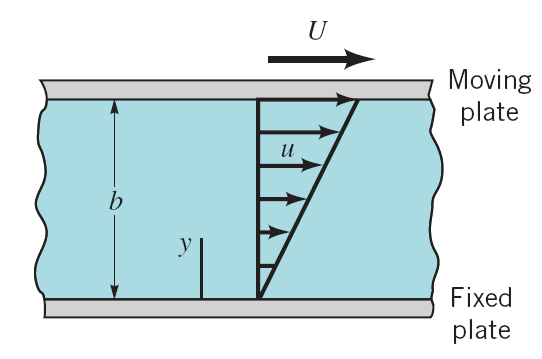 U
Moving
plate
u
b
y
Fixed
plate